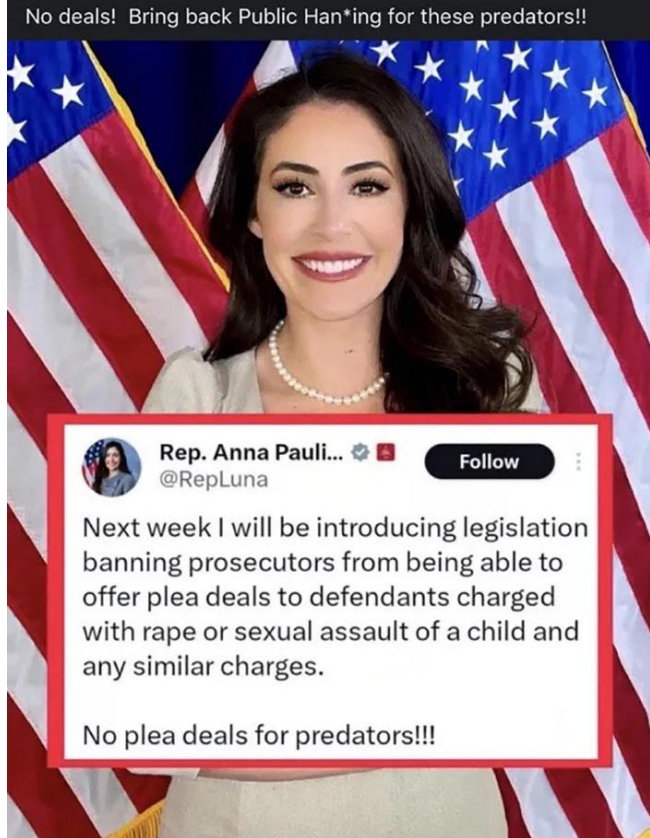 No deals! Bring back Public Han*ing for these predators!!
Rep. Anna Pauli...
@RepLuna
Follow
Next week I will be introducing legislation
banning prosecutors from being able to
offer plea deals to defendants charged
with rape or sexual assault of a child and
any similar charges.
No plea deals for predators!!!